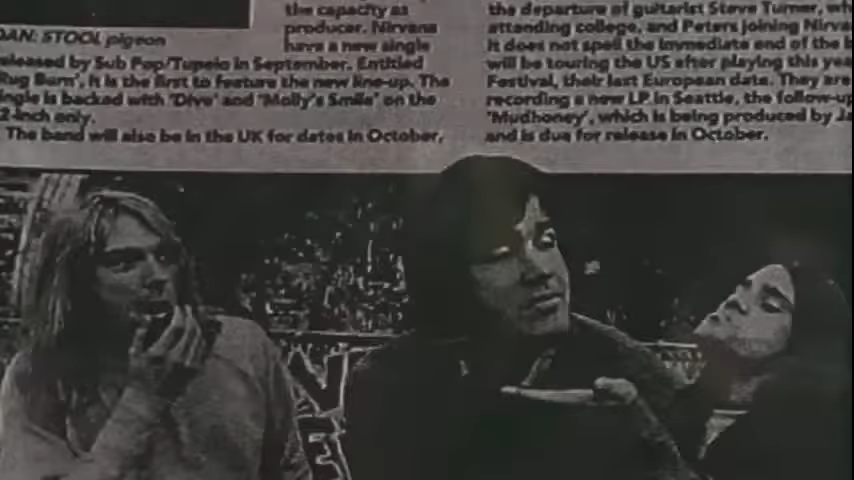 the capacity as
producer. Nirvana
have a new single
DAN: STOOL pigeon
eleased by Sub Pop/Tupelo in September. Entitled
Rug Burn', it is the first to feature the new line-up. The
ingle is backed with 'Dive' and 'Molly's Smile' on the
2-inch only.
The band will also be in the UK for dates in October.
the departure of guitarist Steve Turner, wh
attending college, and Peters joining Nirva
it does not spell the immediate end of the b
will be touring the US after playing this yea
Festival, their last European date. They are
recording a new LP in Seattle, the follow-up
'Mudhoney', which is being produced by Ja
and is due for release in October.